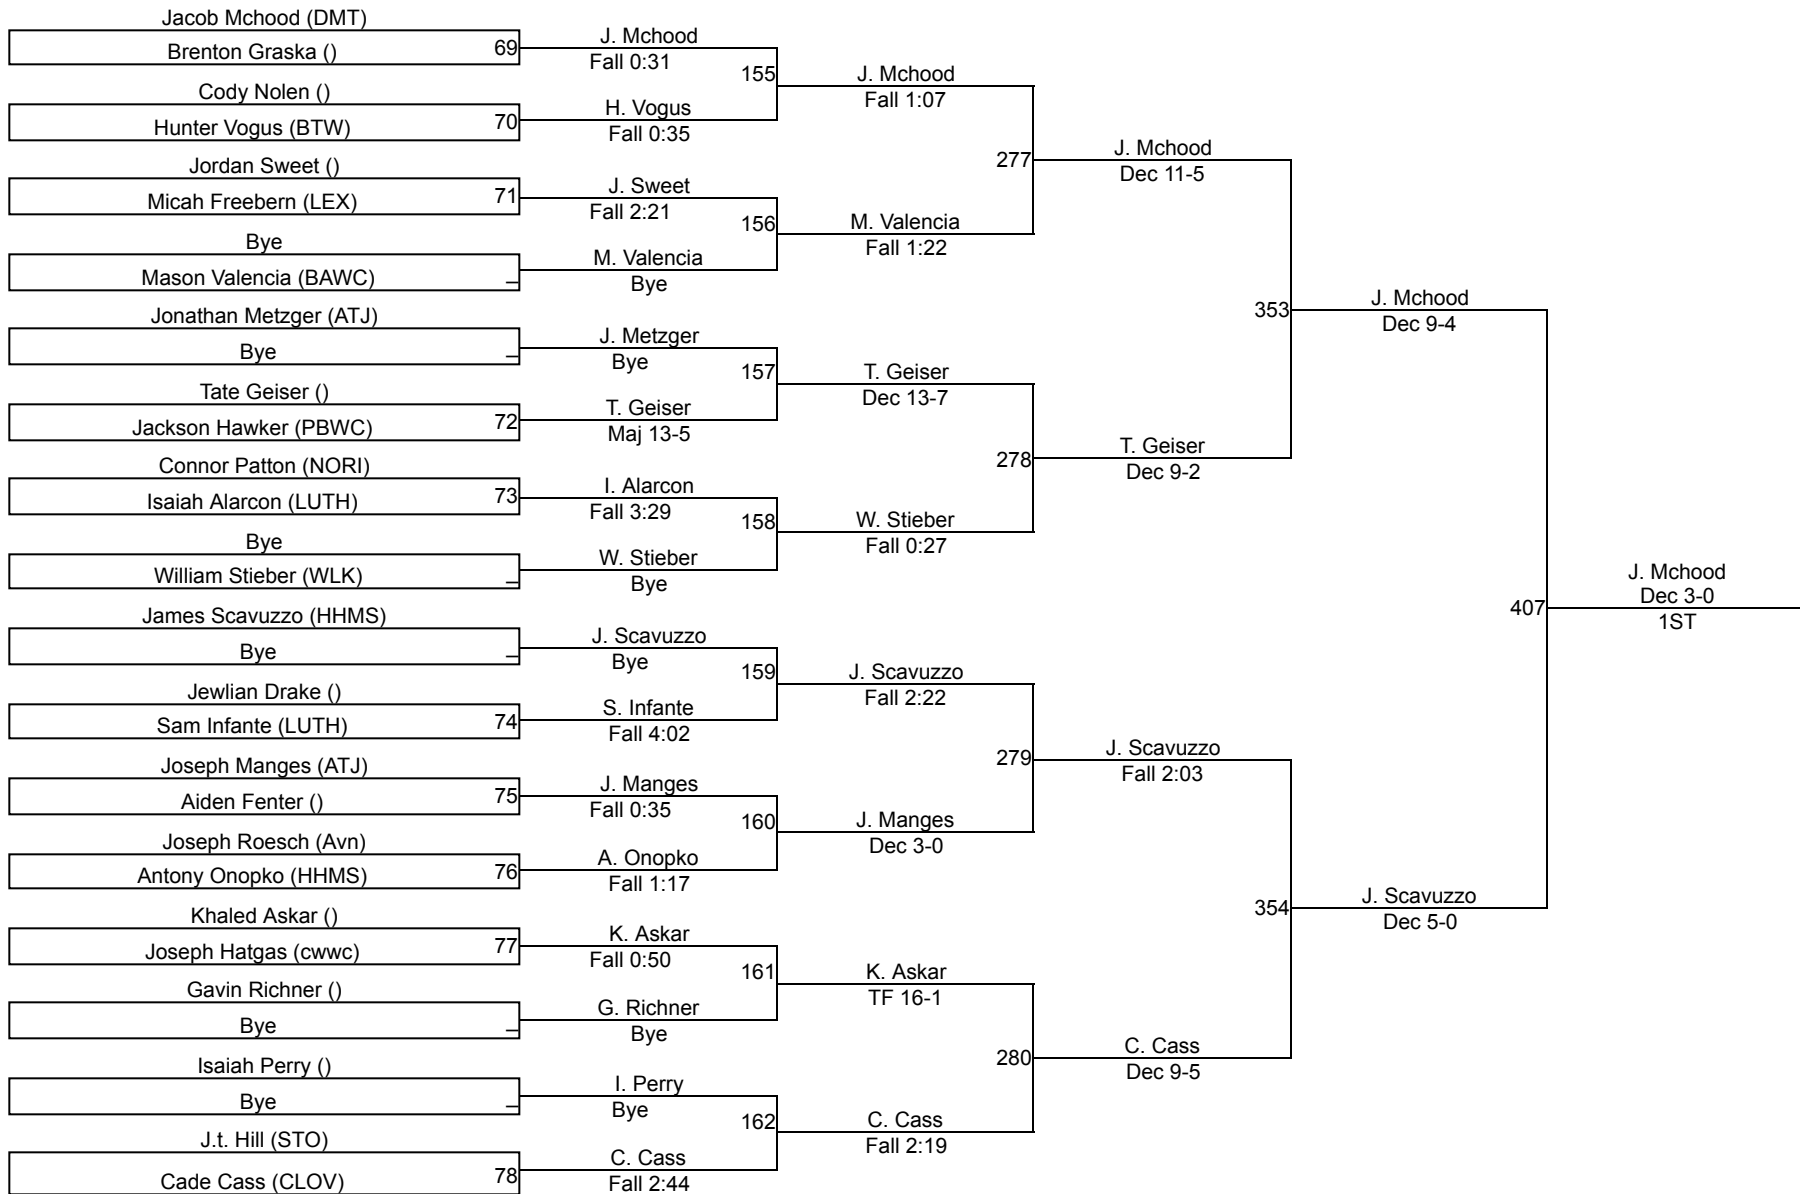 Jacob Mchood (DMT)
Brenton Graska ()
69
Cody Nolen ()
Hunter Vogus (BTW)
70
Jordan Sweet ()
Micah Freebern (LEX)
71
Bye
Mason Valencia (BAWC)
_
Jonathan Metzger (ATJ)
Bye
_
Tate Geiser ()
Jackson Hawker (PBWC)
72
Connor Patton (NORI)
Isaiah Alarcon (LUTH)
73
Bye
William Stieber (WLK)
_
James Scavuzzo (HHMS)
Bye
_
Jewlian Drake ()
Sam Infante (LUTH)
74
Joseph Manges (ATJ)
Aiden Fenter ()
75
Joseph Roesch (Avn)
Antony Onopko (HHMS)
76
Khaled Askar ()
Joseph Hatgas (cwwc)
77
Gavin Richner ()
Bye
_
Isaiah Perry ()
Bye
_
J.t. Hill (STO)
Cade Cass (CLOV)
78
J. Mchood
Fall 0:31
155
H. Vogus
Fall 0:35
J. Sweet
Fall 2:21
156
M. Valencia
Bye
J. Metzger
Bye
157
T. Geiser
Maj 13-5
I. Alarcon
Fall 3:29
158
W. Stieber
Bye
J. Scavuzzo
Bye
159
S. Infante
Fall 4:02
J. Manges
Fall 0:35
160
A. Onopko
Fall 1:17
K. Askar
Fall 0:50
161
G. Richner
Bye
I. Perry
Bye
162
C. Cass
Fall 2:44
J. Mchood
Fall 1:07
277
M. Valencia
Fall 1:22
T. Geiser
Dec 13-7
278
W. Stieber
Fall 0:27
J. Scavuzzo
Fall 2:22
279
J. Manges
Dec 3-0
K. Askar
TF 16-1
280
C. Cass
Fall 2:19
J. Mchood
Dec 11-5
353
T. Geiser
Dec 9-2
J. Scavuzzo
Fall 2:03
354
C. Cass
Dec 9-5
J. Mchood
Dec 9-4
407
J. Scavuzzo
Dec 5-0
J. Mchood
Dec 3-0
1ST